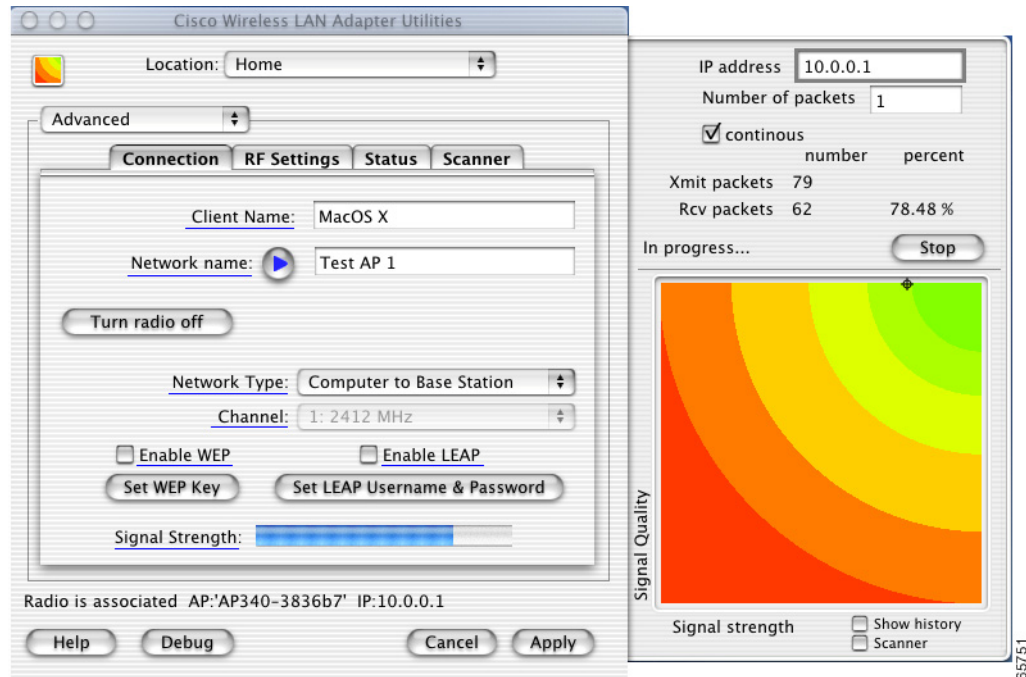 Cisco Wireless LAN Adapter Utilities
Location: Home
Advanced
Connection RF Settings Status Scanner
Client Name: MacOS X
Network name: Test AP 1
Turn radio off
Network Type: Computer to Base Station
Channel: 1: 2412 MHz
Enable WEP Enable LEAP
Set WEP Key Set LEAP Username & Password
Signal Strength:
Radio is associated AP:'AP340-3836b7' IP:10.0.0.1
Help Debug Cancel Apply
IP address 10.0.0.1
Number of packets 1
continous
number percent
Xmit packets 79
Rcv packets 62 78.48 %
In progress... Stop
Signal Quality
Signal strength
Show history
Scanner
65751